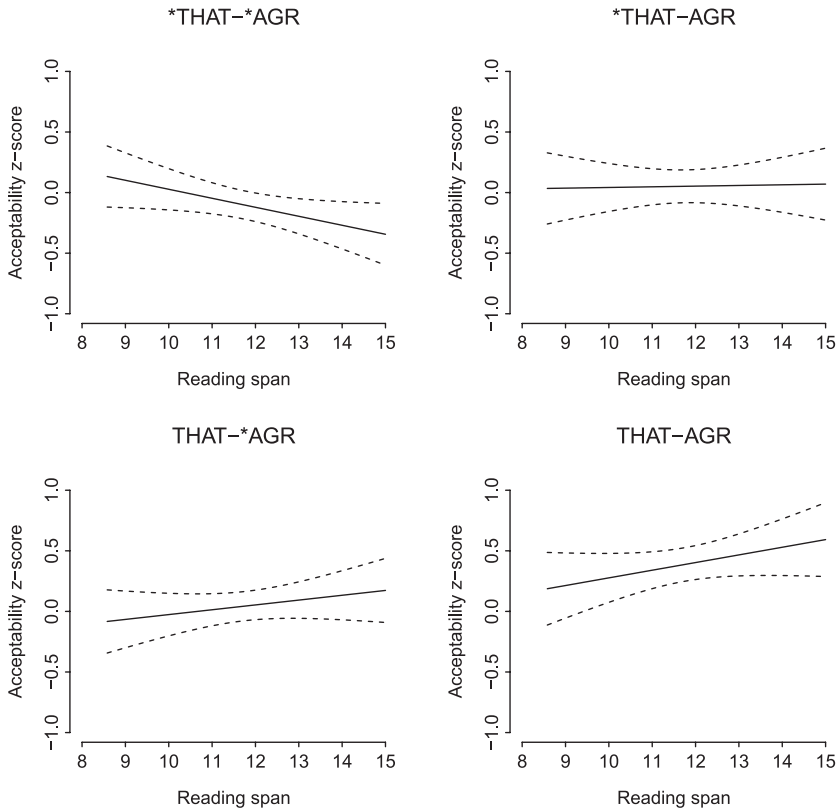 *THAT−*AGR
*THAT−AGR
Acceptability z−score
1.0
0.5
0.0
−0.5
−1.0
8 9 10 11 12 13 14 15
Reading span
Acceptability z−score
1.0
0.5
0.0
−0.5
−1.0
8 9 10 11 12 13 14 15
Reading span
THAT−*AGR
THAT−AGR
Acceptability z−score
1.0
0.5
0.0
−0.5
−1.0
8 9 10 11 12 13 14 15
Reading span
Acceptability z−score
1.0
0.5
0.0
−0.5
−1.0
8 9 10 11 12 13 14 15
Reading span